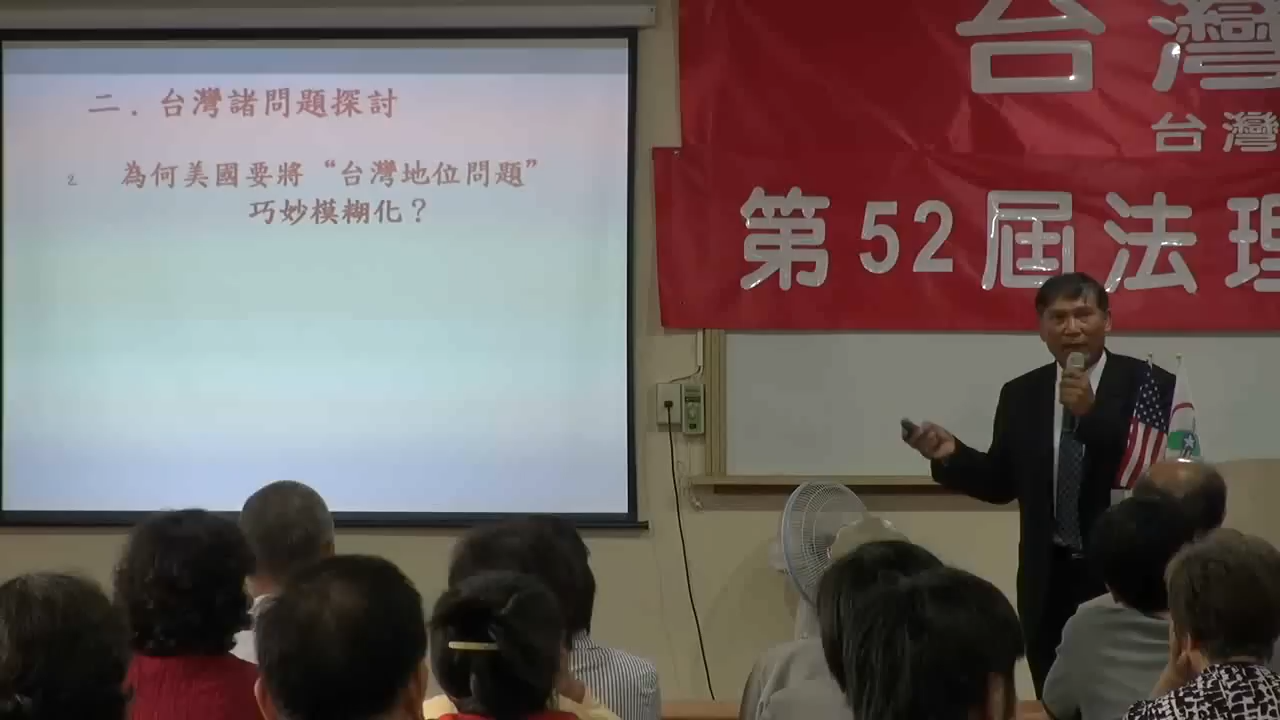 二．台灣諸問題探討
2. 為何美國要將“台灣地位問題”
巧妙模糊化？
台灣
台灣
第52屆法理